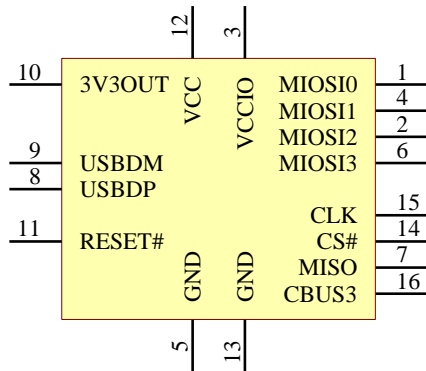 12 3
10 3V3OUT VCC VCCIO MIOSI0 1
MIOSI1 4
MIOSI2 2
9 USBDM MIOSI3 6
8 USBDP
CLK 15
11 RESET# CS# 14
GND GND MISO 7
CBUS3 16
5 13